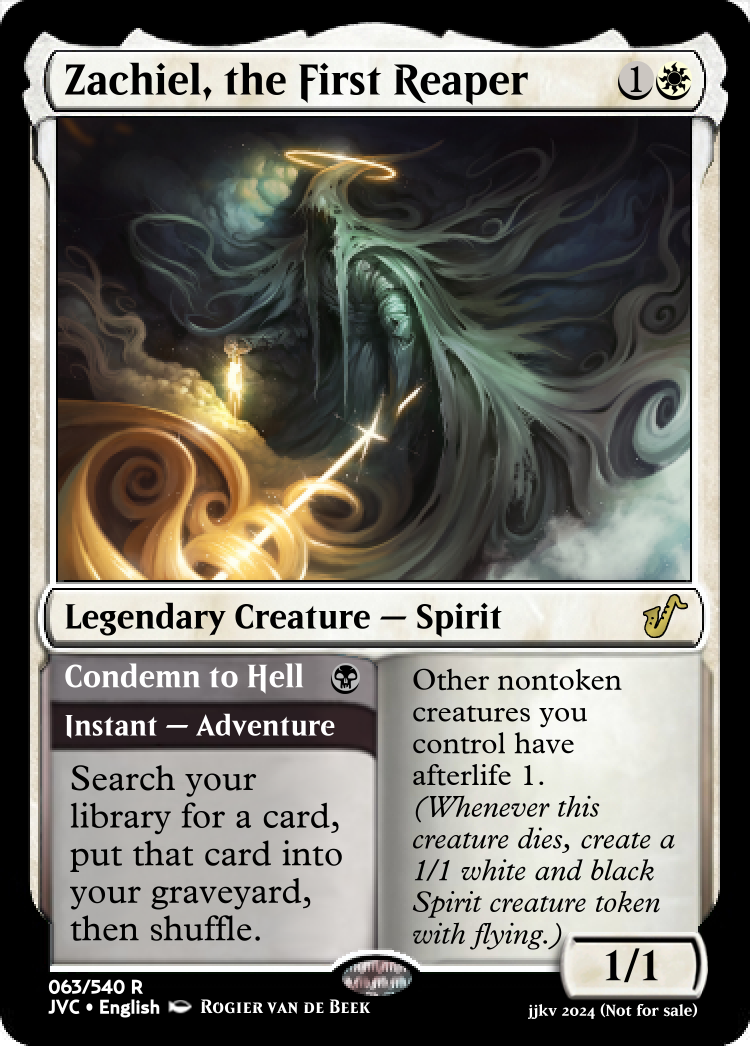 Zachiel, the First Reaper 1
Legendary Creature — Spirit
Condemn to Hell
Instant — Adventure
Search your
library for a card,
put that card into
your graveyard,
then shuffle.
Other nontoken
creatures you
control have
afterlife 1.
(Whenever this
creature dies, create a
1/1 white and black
Spirit creature token
with flying.)
1/1
063/540 R
JVC • English Rogier van de Beek
jjkv 2024 (Not for sale)